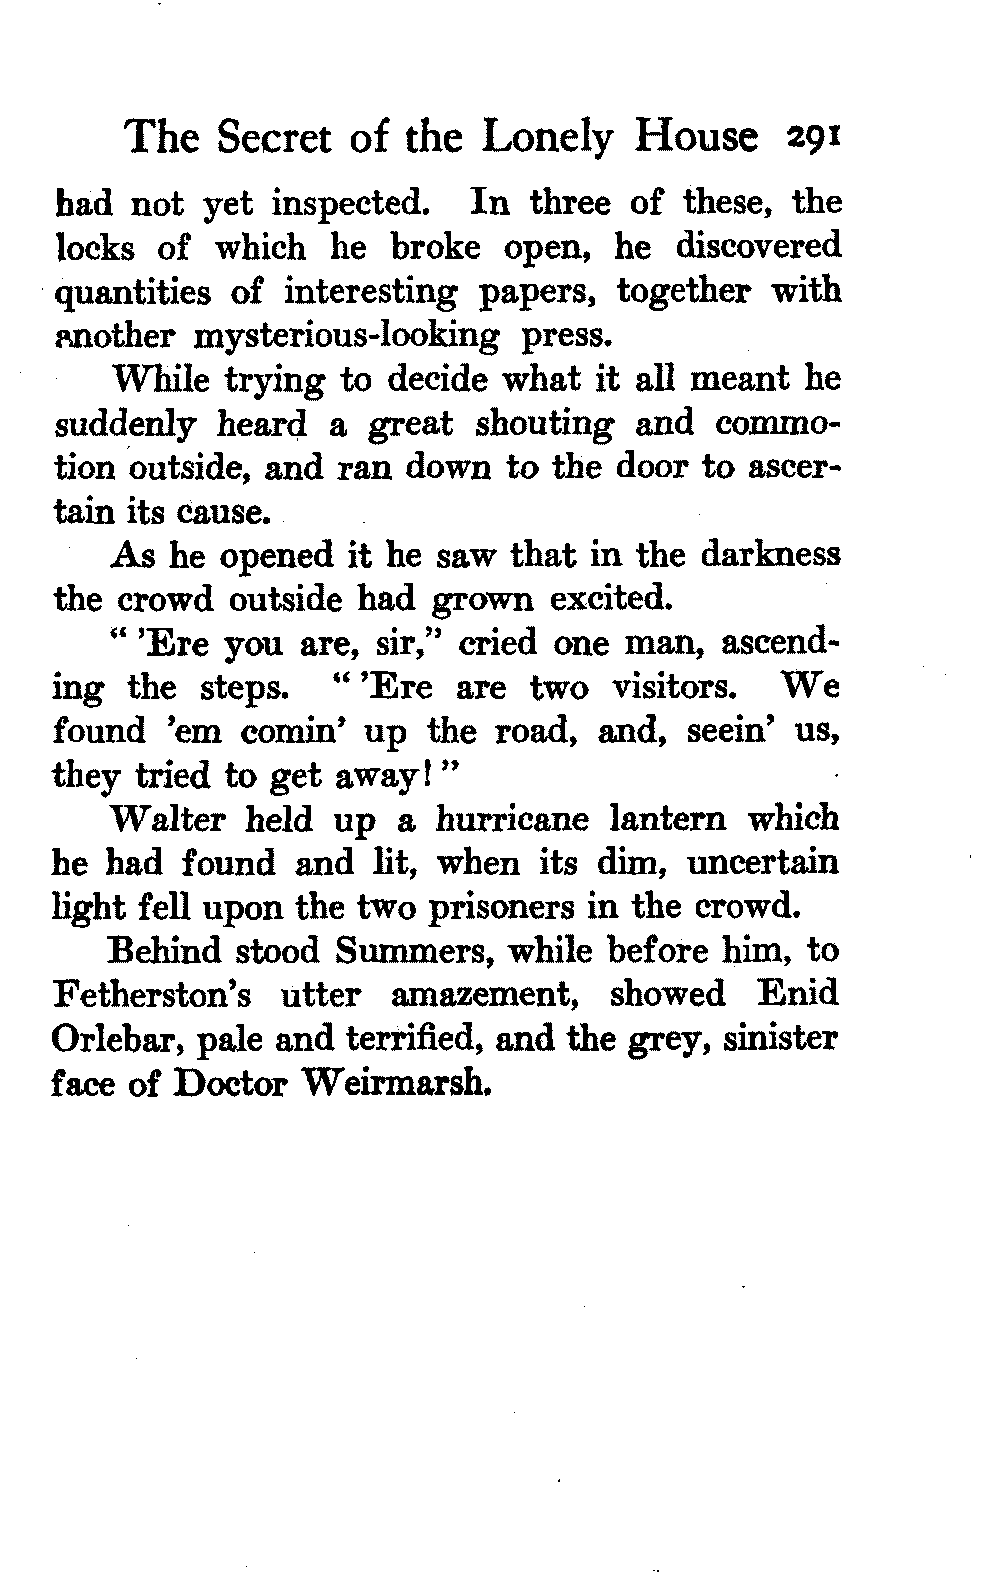 The Secret of the Lonely House 291
had not yet inspected. In three of these, the
locks of which he broke open, he discovered
quantities of interesting papers, together with
another mysterious-looking press.
While trying to decide what it all meant he
suddenly heard a great shouting and commo-
tion outside, and ran down to the door to ascer-
tain its cause.
As he opened it he saw that in the darkness
the crowd outside had grown excited.
“ ’Ere you are, sir,” cried one man, ascend-
ing the steps. “ ’Ere are two visitors. We
found ’em comin’ up the road, and, seein’ us,
they tried to get away! ”
Walter held up a hurricane lantern which
he had found and lit, when its dim, uncertain
light fell upon the two prisoners in the crowd.
Behind stood Summers, while before him, to
Fetherston’s utter amazement, showed Enid
Orlebar, pale and terrified, and the grey, sinister
face of Doctor Weirmarsh.